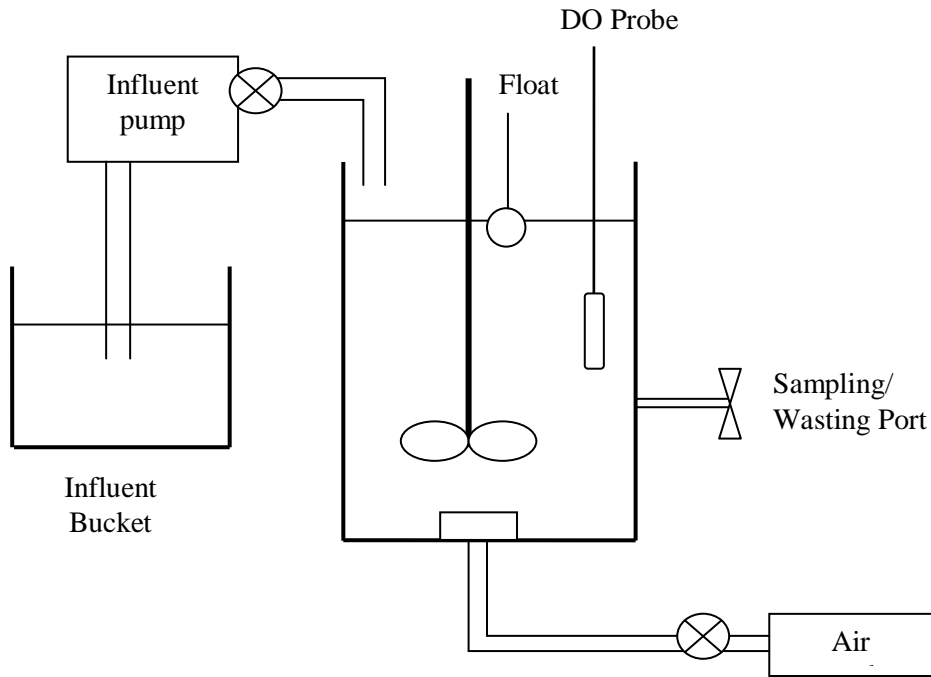 DO Probe
Float
Influent
pump
Sampling/
Wasting Port
Influent
Bucket
Air